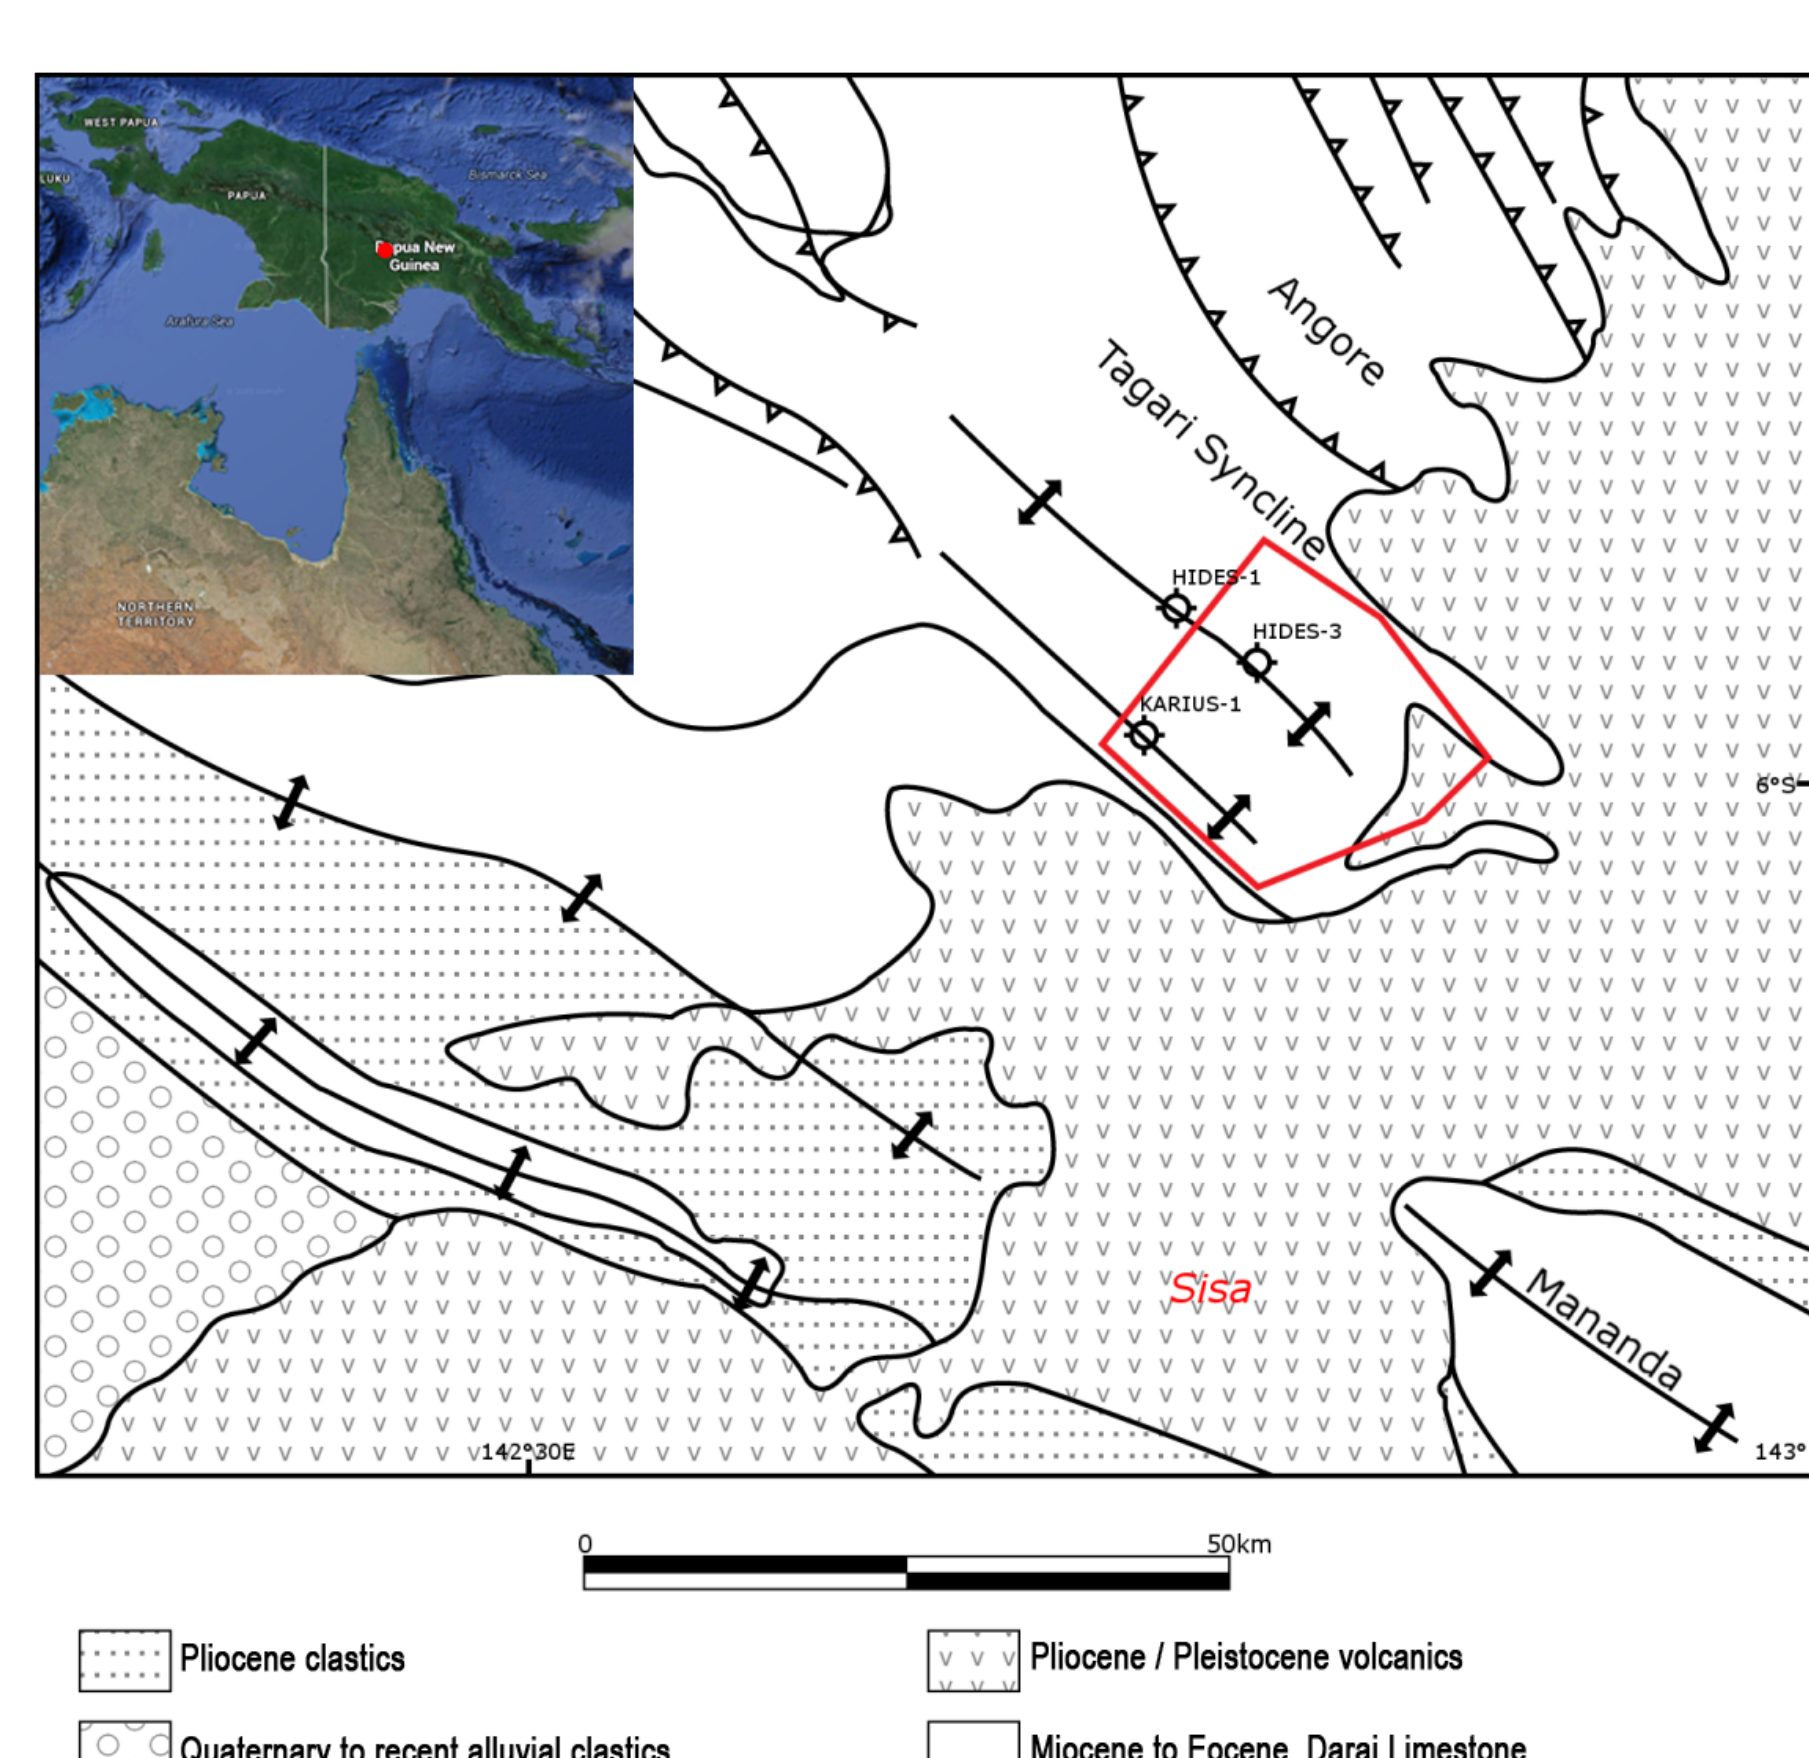 WEST PAPUA
LUKU
PAPUA
Bismarck Sea
Papua New
Guinea
Arafura Sea
NORTHERN
TERRITORY
Angore
Tagari Syncline
HIDES-1
HIDES-3
KARIUS-1
6°S
Sisa
Mananda
142°30E
143°
0
50km
Pliocene clastics
Pliocene / Pleistocene volcanics
Quaternary to recent alluvial clastics
Miocene to Eocene Darai Limestone